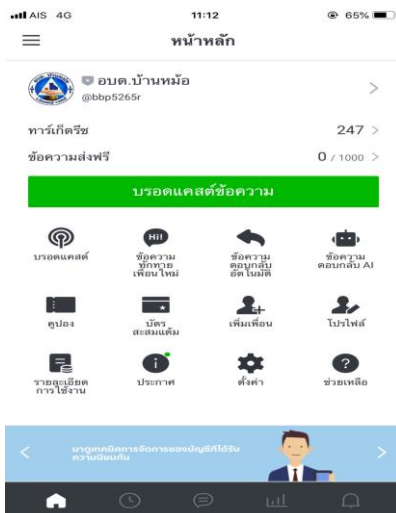 AIS 4G 11:12 65%
หน้าหลัก
อบต.บ้านหม้อ
@bbp5265r
ทาร์เก็ตรีช 247 >
ข้อความส่งฟรี 0 / 1000 >
บรอดแคสต์ข้อความ
Hi!
บรอดแคสต์
ข้อความ
ทักทาย
เพื่อนใหม่
ข้อความ
ตอบกลับ
อัตโนมัติ
ข้อความ
ตอบกลับ AI
คูปอง
บัตร
สะสมแต้ม
เพิ่มเพื่อน
โปรไฟล์
รายละเอียด
การใช้งาน
ประกาศ
ตั้งค่า
ช่วยเหลือ
มาดูเทคนิคการจัดการของบัญชีที่ได้รับ
ความนิยมกัน